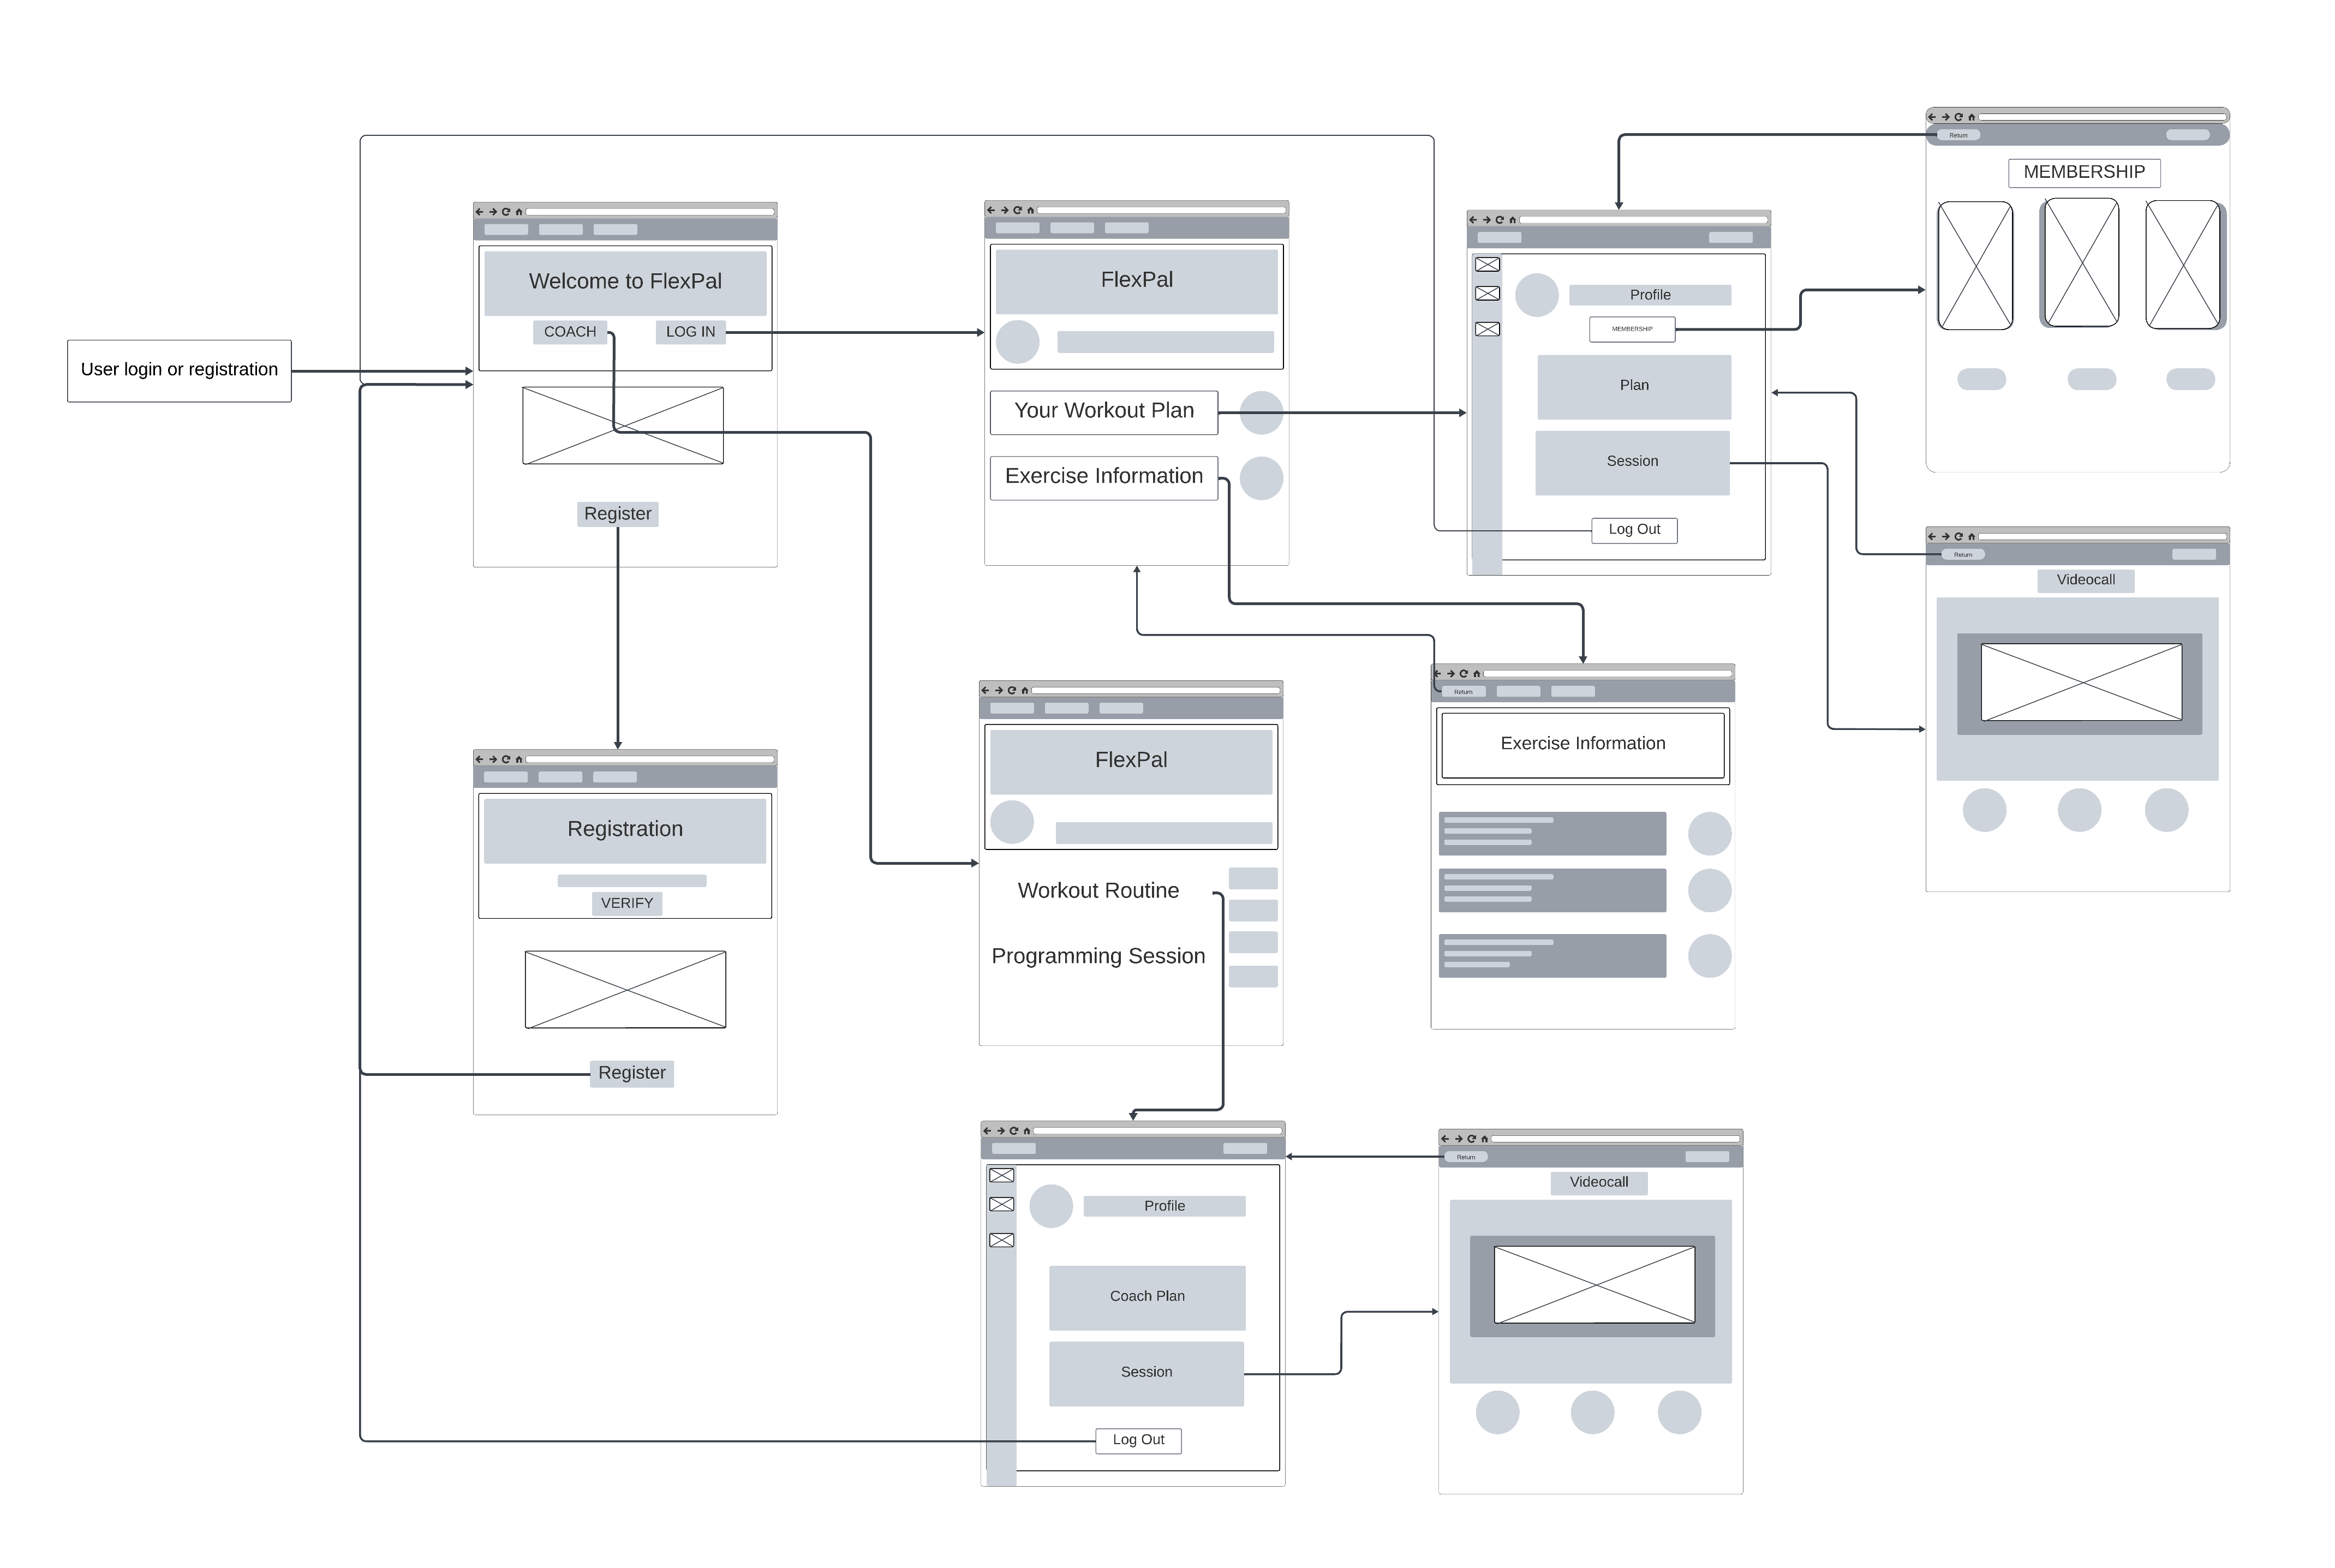 User login or registration
Welcome to FlexPal
COACH
LOG IN
Register
FlexPal
Your Workout Plan
Exercise Information
Profile
MEMBERSHIP
Plan
Session
Log Out
Return
MEMBERSHIP
Return
Videocall
Registration
VERIFY
Register
FlexPal
Workout Routine
Programming Session
Return
Exercise Information
Profile
Coach Plan
Session
Log Out
Return
Videocall